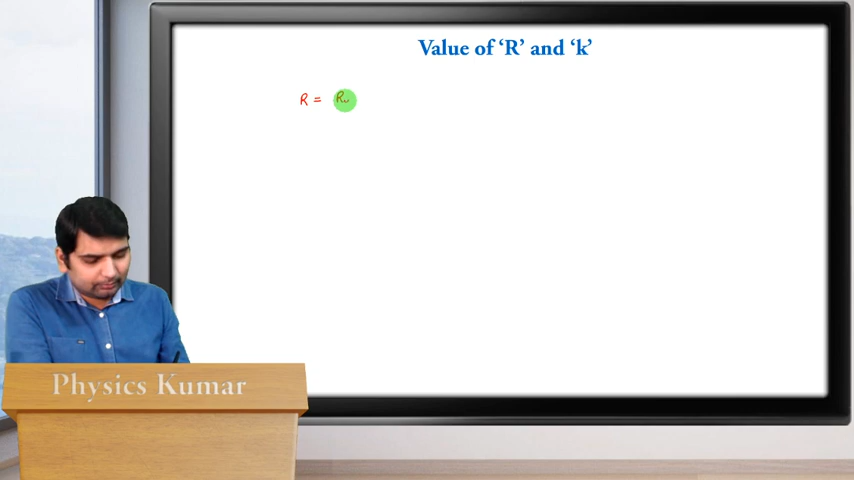 Value of ‘R’ and ‘k’
R =
Physics Kumar